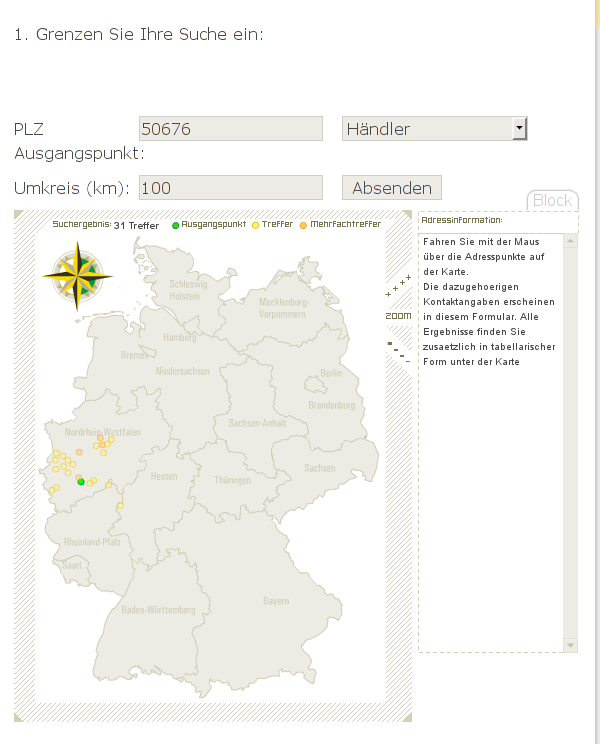 1. Grenzen Sie Ihre Suche ein:
PLZ
Ausgangspunkt:
50676
Händler
Umkreis (km):
100
Absenden
Block
Suchergebnis: 31 Treffer
Ausgangspunkt
Treffer
Mehrfachtreffer
Adressinformation:
Fahren Sie mit der Maus
über die Adresspunkte auf
der Karte.
Die dazugehoerigen
Kontaktangaben erscheinen
in diesem Formular. Alle
Ergebnisse finden Sie
zusaetzlich in tabellarischer
Form unter der Karte
ZOOM
Schleswig
Holstein
Mecklenburg-
Vorpommern
Hamburg
Bremen
Niedersachsen
Berlin
Brandenburg
Sachsen-Anhalt
Nordrhein-Westfalen
Sachsen
Hessen
Thüringen
Rheinland-Pfalz
Saarl.
Bayern
Baden-Württemberg